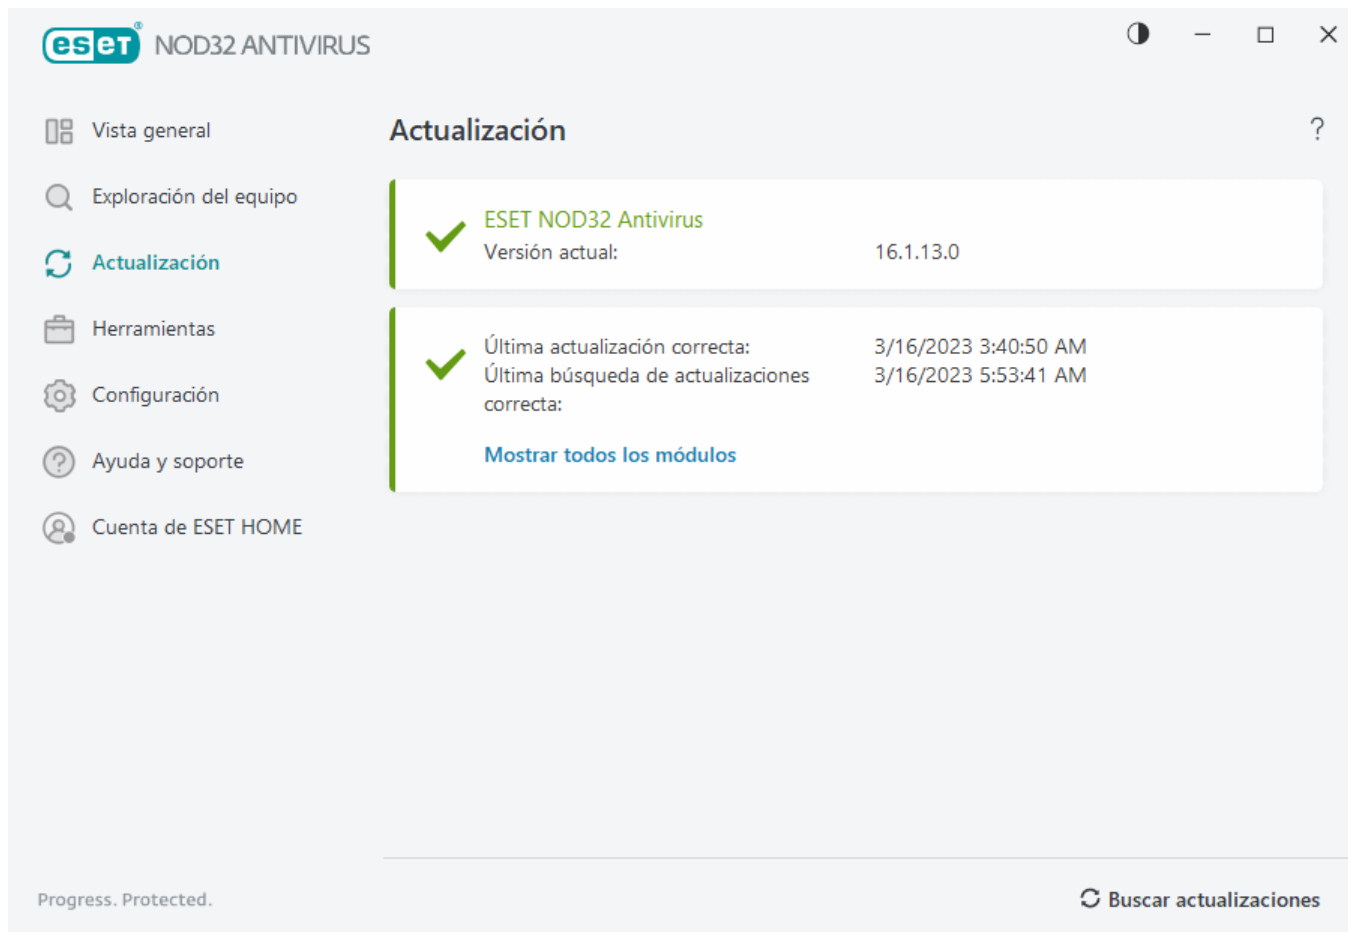 eset® NOD32 ANTIVIRUS
Vista general
Exploración del equipo
Actualización
Herramientas
Configuración
Ayuda y soporte
Cuenta de ESET HOME
Actualización
?
ESET NOD32 Antivirus
Versión actual: 16.1.13.0
Última actualización correcta: 3/16/2023 3:40:50 AM
Última búsqueda de actualizaciones 3/16/2023 5:53:41 AM
correcta:
Mostrar todos los módulos
Progress. Protected.
Buscar actualizaciones